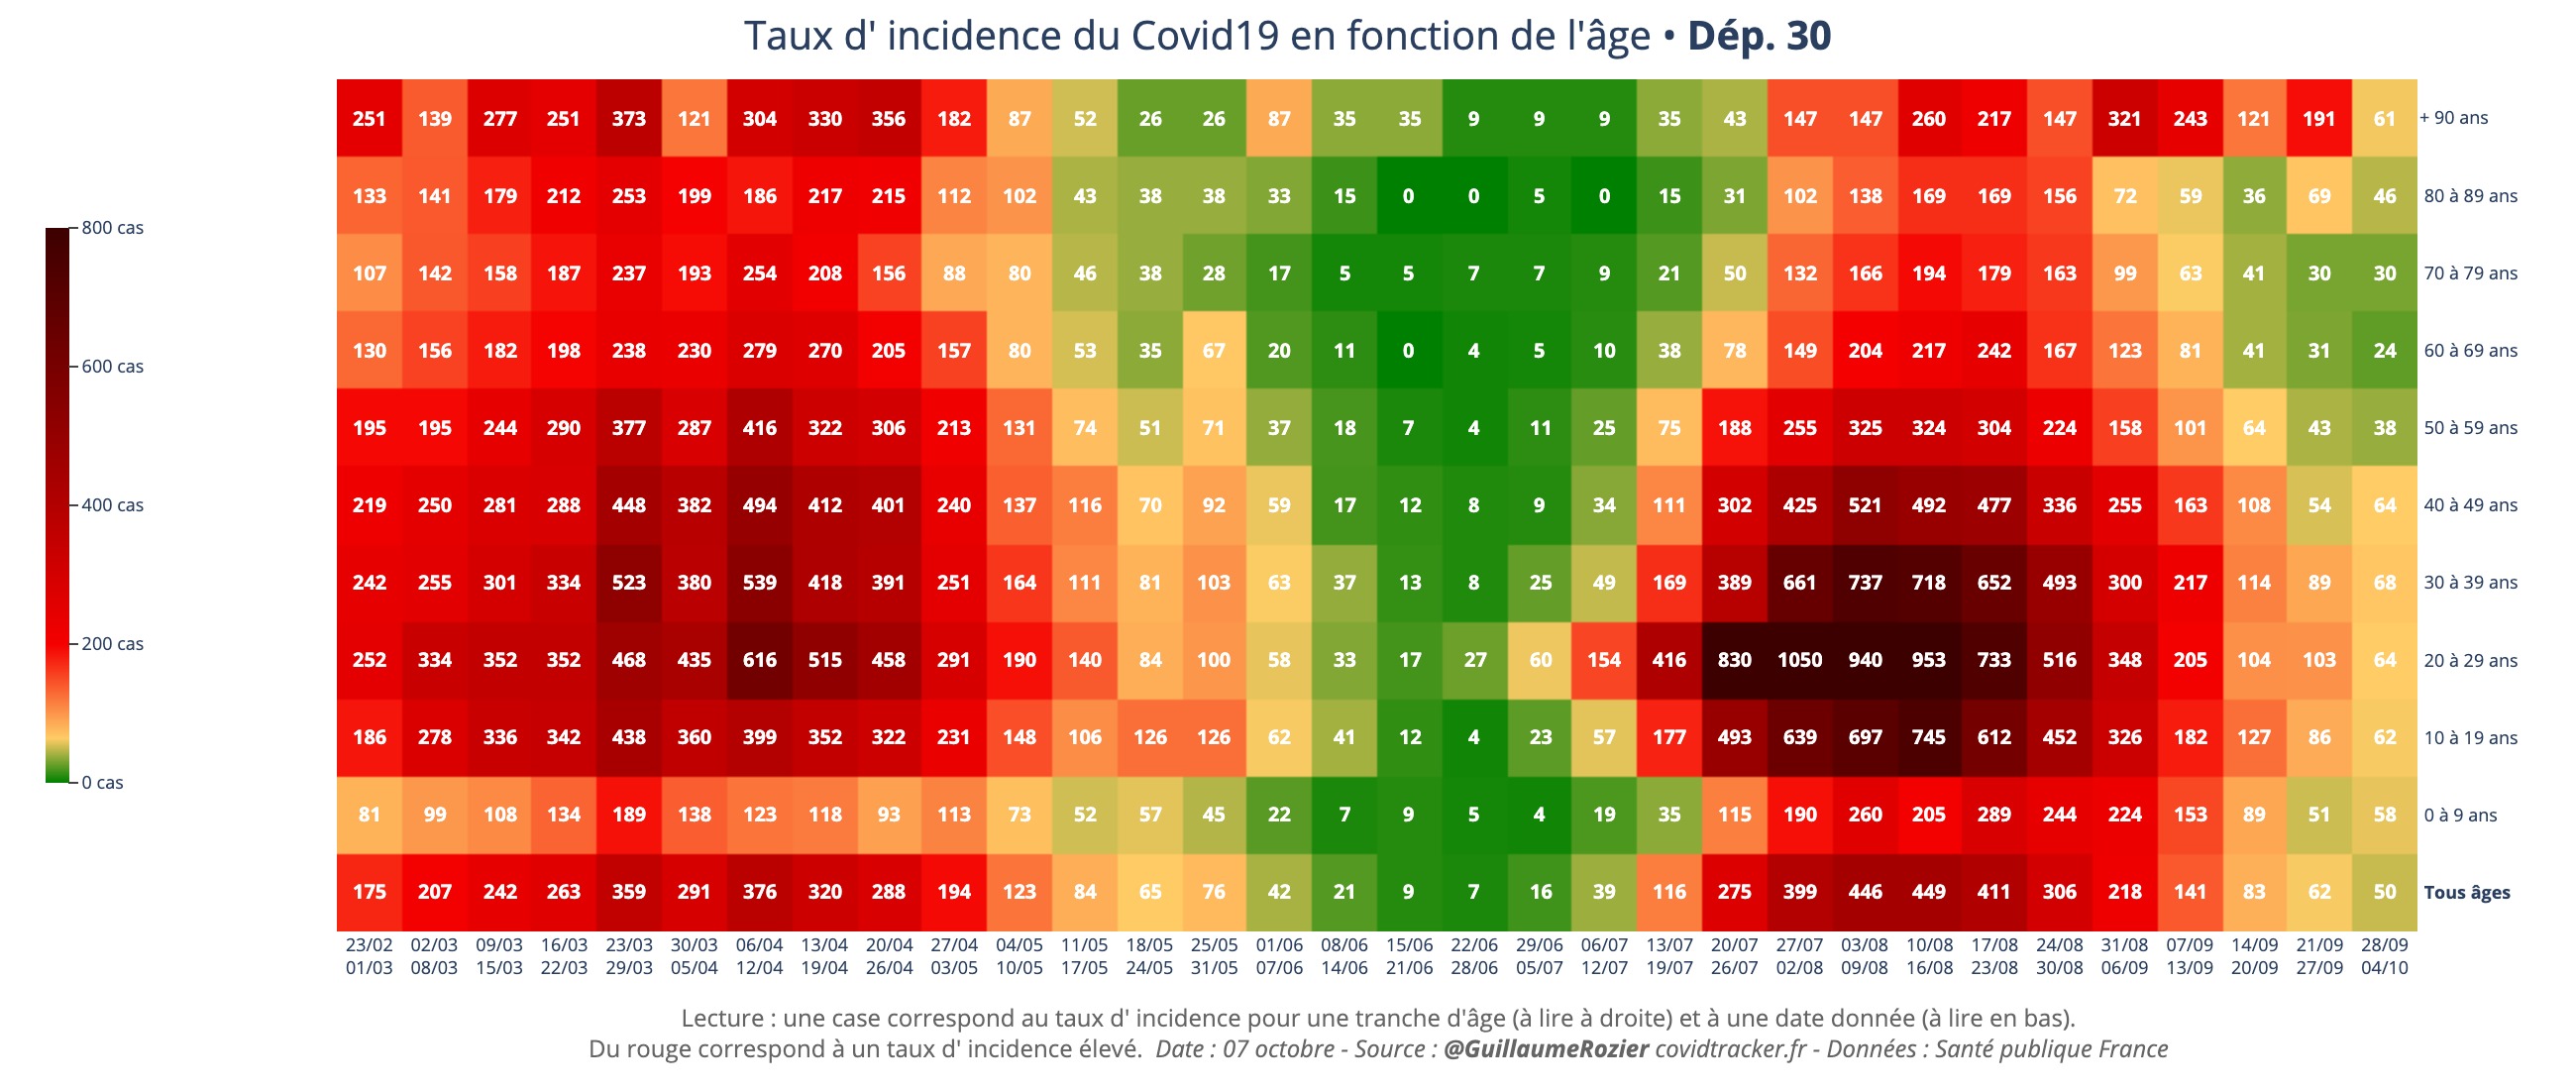 Taux d' incidence du Covid19 en fonction de l'âge • Dép. 30
800 cas
600 cas
400 cas
200 cas
0 cas
251 139 277 251 373 121 304 330 356 182 87 52 26 26 87 35 35 9 9 9 35 43 147 147 260 217 147 321 243 121 191 61 + 90 ans
133 141 179 212 253 199 186 217 215 112 102 43 38 38 33 15 0 0 5 0 15 31 102 138 169 169 156 72 59 36 69 46 80 à 89 ans
107 142 158 187 237 193 254 208 156 88 80 46 38 28 17 5 5 7 7 9 21 50 132 166 194 179 163 99 63 41 30 30 70 à 79 ans
130 156 182 198 238 230 279 270 205 157 80 53 35 67 20 11 0 4 5 10 38 78 149 204 217 242 167 123 81 41 31 24 60 à 69 ans
195 195 244 290 377 287 416 322 306 213 131 74 51 71 37 18 7 4 11 25 75 188 255 325 324 304 224 158 101 64 43 38 50 à 59 ans
219 250 281 288 448 382 494 412 401 240 137 116 70 92 59 17 12 8 9 34 111 302 425 521 492 477 336 255 163 108 54 64 40 à 49 ans
242 255 301 334 523 380 539 418 391 251 164 111 81 103 63 37 13 8 25 49 169 389 661 737 718 652 493 300 217 114 89 68 30 à 39 ans
252 334 352 352 468 435 616 515 458 291 190 140 84 100 58 33 17 27 60 154 416 830 1050 940 953 733 516 348 205 104 103 64 20 à 29 ans
186 278 336 342 438 360 399 352 322 231 148 106 126 126 62 41 12 4 23 57 177 493 639 697 745 612 452 326 182 127 86 62 10 à 19 ans
81 99 108 134 189 138 123 118 93 113 73 52 57 45 22 7 9 5 4 19 35 115 190 260 205 289 244 224 153 89 51 58 0 à 9 ans
175 207 242 263 359 291 376 320 288 194 123 84 65 76 42 21 9 7 16 39 116 275 399 446 449 411 306 218 141 83 62 50 Tous âges
23/02 02/03 09/03 16/03 23/03 30/03 06/04 13/04 20/04 27/04 04/05 11/05 18/05 25/05 01/06 08/06 15/06 22/06 29/06 06/07 13/07 20/07 27/07 03/08 10/08 17/08 24/08 31/08 07/09 14/09 21/09 28/09
01/03 08/03 15/03 22/03 29/03 05/04 12/04 19/04 26/04 03/05 10/05 17/05 24/05 31/05 07/06 14/06 21/06 28/06 05/07 12/07 19/07 26/07 02/08 09/08 16/08 23/08 30/08 06/09 13/09 20/09 27/09 04/10
Lecture : une case correspond au taux d' incidence pour une tranche d'âge (à lire à droite) et à une date donnée (à lire en bas).
Du rouge correspond à un taux d' incidence élevé. Date : 07 octobre - Source : @GuillaumeRozier covidtracker.fr - Données : Santé publique France